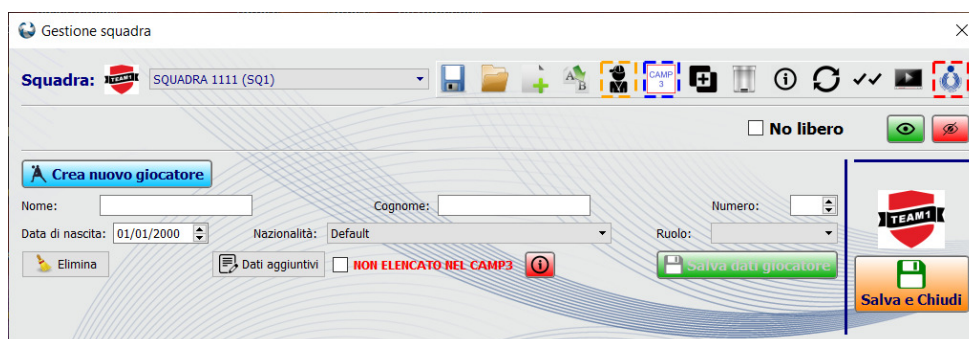 Gestione squadra
Squadra: TEAM1 SQUADRA 1111 (SQ1) A B CAMP 3
No libero
Crea nuovo giocatore
Nome: Cognome: Numero:
TEAM1
Data di nascita: 01/01/2000 Nazionalità: Default Ruolo:
Elimina Dati aggiuntivi NON ELENCATO NEL CAMP3 Salva dati giocatore
Salva e Chiudi